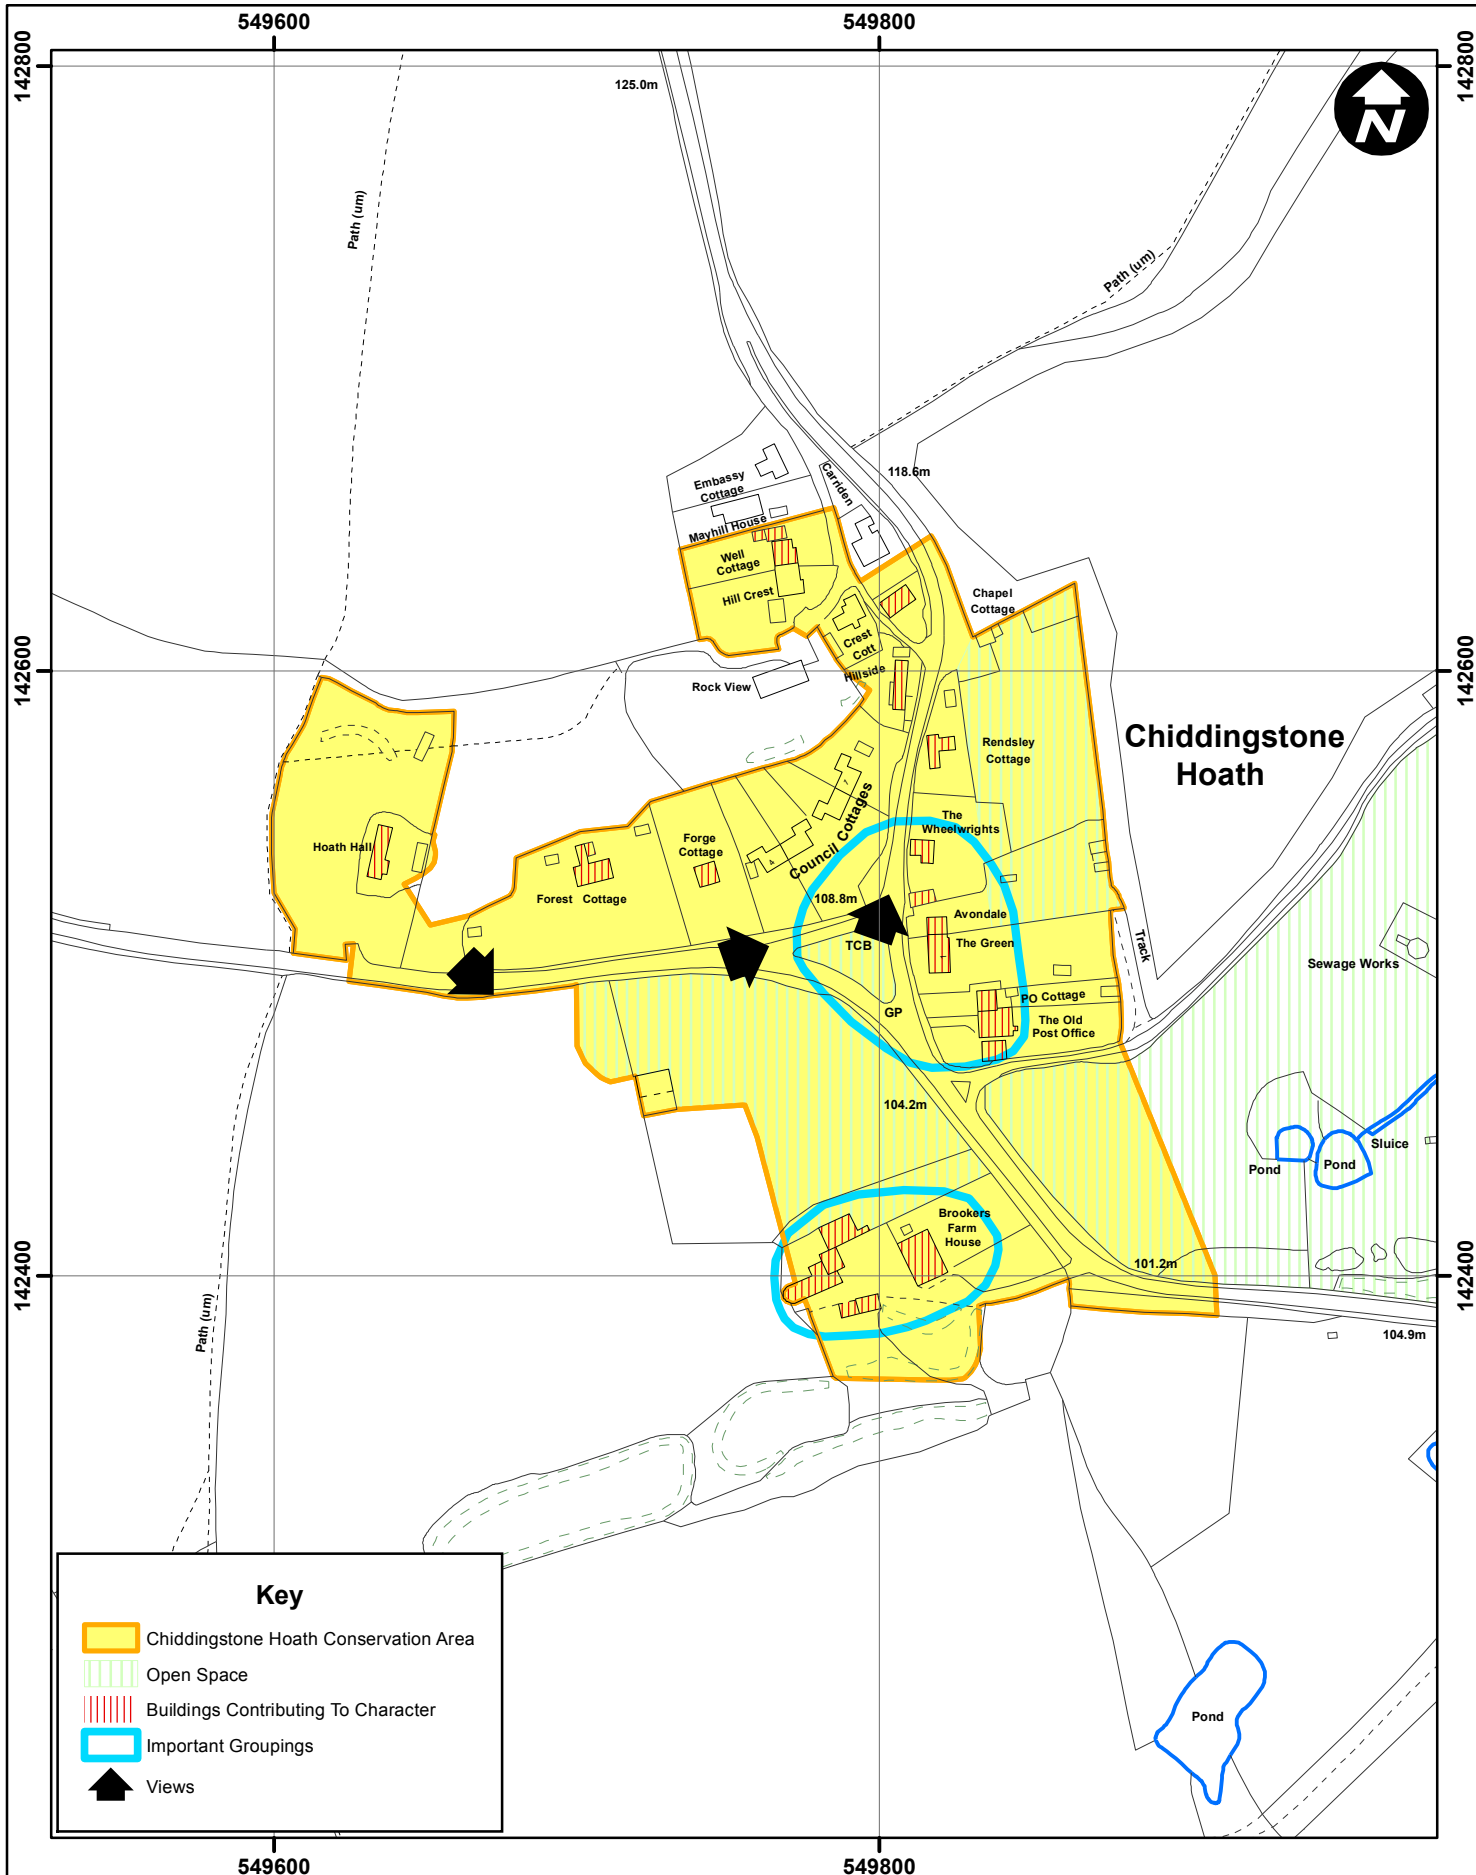 549600
549800
142800
142800
125.0m
N
Path (um)
Path (um)
118.6m
Carriden
Embassy
Cottage
Mayhill House
Well
Cottage
Hill Crest
Chapel
Cottage
Crest
Cott
Hillside
142600
142600
Rock View
Chiddingstone
Hoath
Rendsley
Cottage
7
Council Cottages
4
The
Wheelwrights
Hoath Hall
Forge
Cottage
Forest Cottage
108.8m
Avondale
TCB
The Green
Track
Sewage Works
PO Cottage
GP
The Old
Post Office
104.2m
Sluice
Pond
Pond
Brookers
Farm
House
101.2m
142400
142400
Path (um)
104.9m
Key
Chiddingstone Hoath Conservation Area
Open Space
Buildings Contributing To Character
Important Groupings
Views
Pond
549600
549800